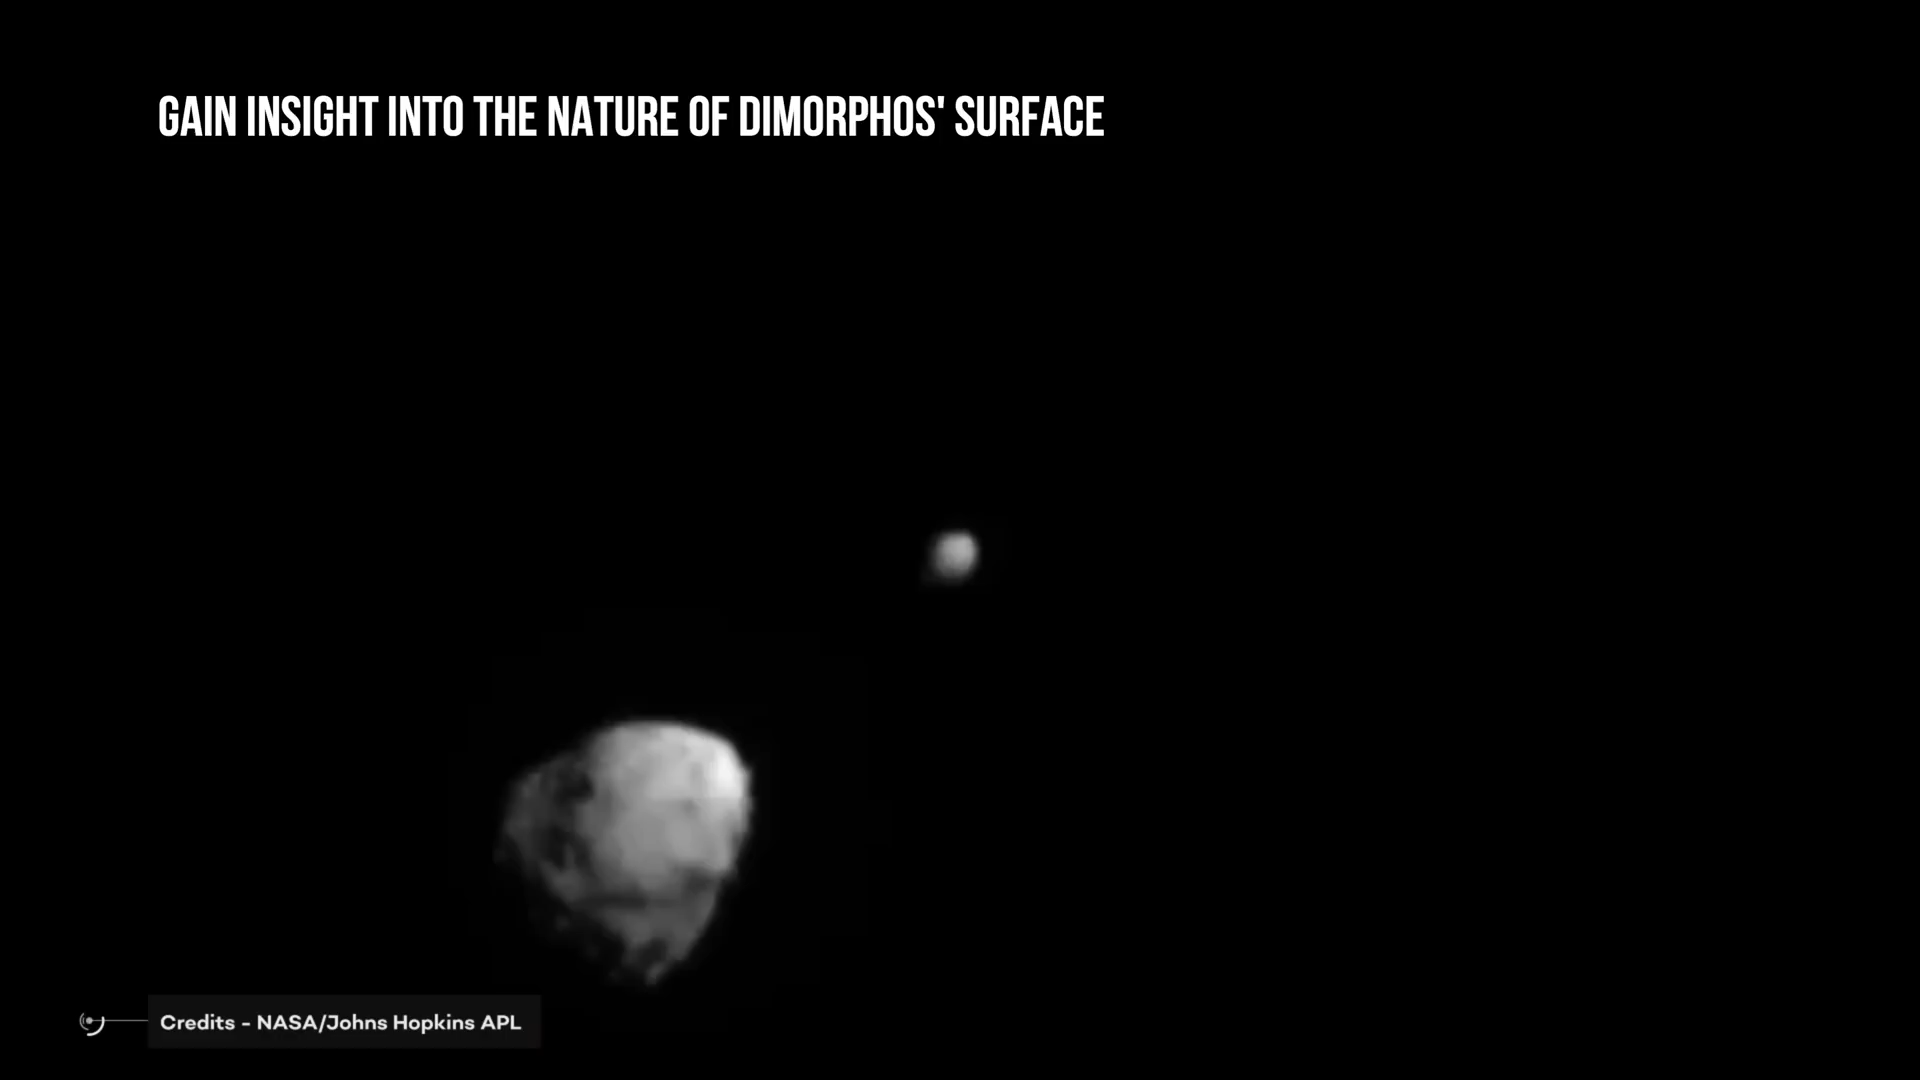 GAIN INSIGHT INTO THE NATURE OF DIMORPHOS' SURFACE
Credits - NASA/Johns Hopkins APL